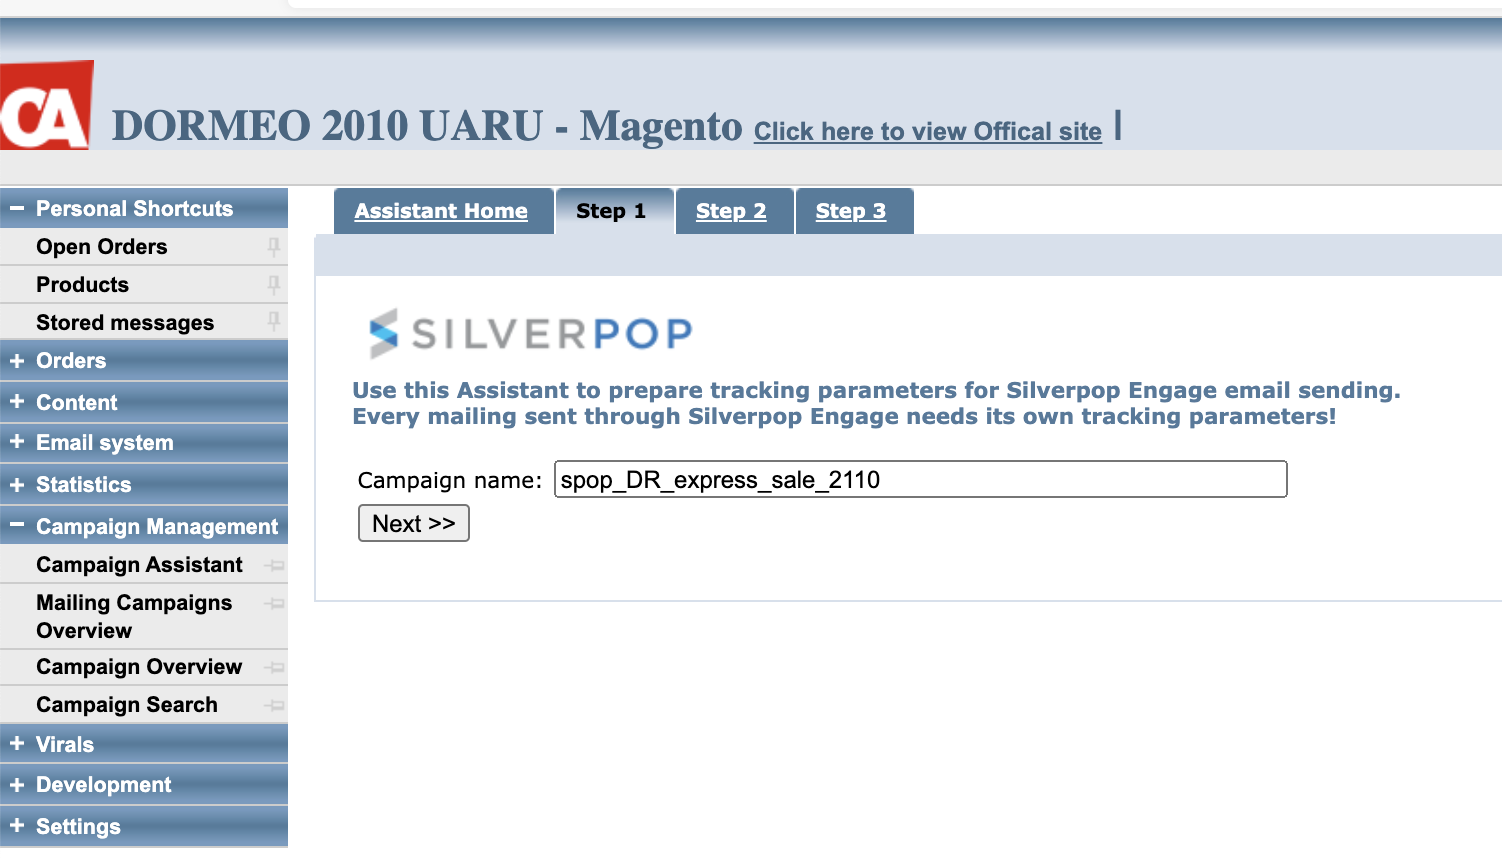 CA
DORMEO 2010 UARU - Magento Click here to view Offical site |
− Personal Shortcuts
Open Orders
Products
Stored messages
+ Orders
+ Content
+ Email system
+ Statistics
− Campaign Management
Campaign Assistant
Mailing Campaigns
Overview
Campaign Overview
Campaign Search
+ Virals
+ Development
+ Settings
Assistant Home Step 1 Step 2 Step 3
SILVERPOP
Use this Assistant to prepare tracking parameters for Silverpop Engage email sending.
Every mailing sent through Silverpop Engage needs its own tracking parameters!
Campaign name: spop_DR_express_sale_2110
Next >>